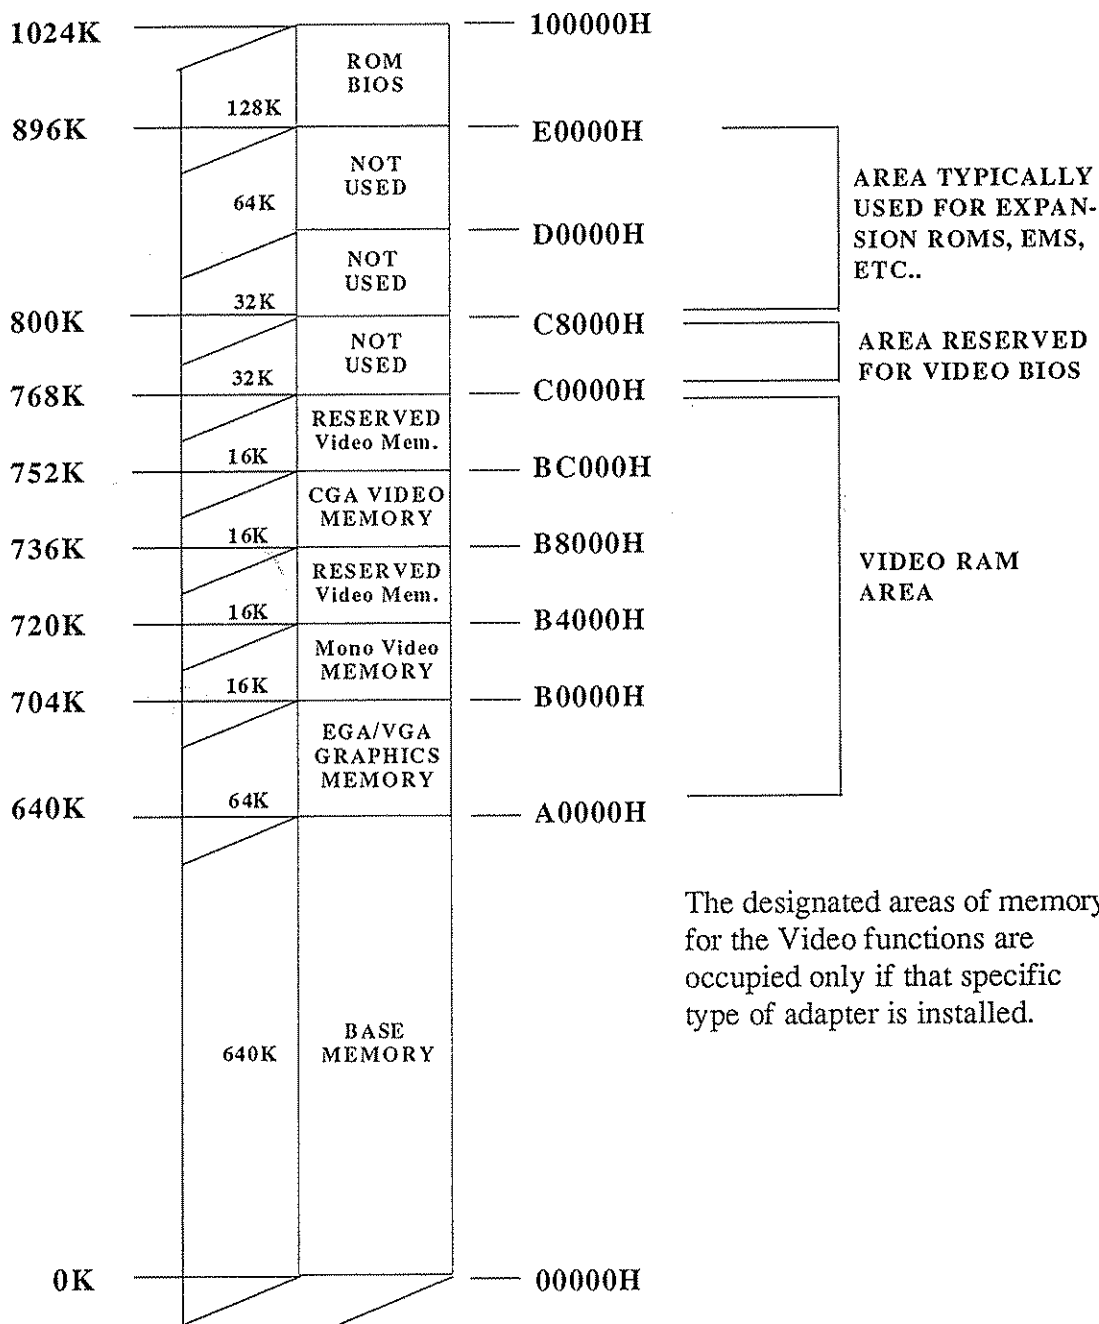 1024K
100000H
ROM
BIOS
128K
896K
E0000H
NOT
USED
64K
D0000H
AREA TYPICALLY
USED FOR EXPAN-
SION ROMS, EMS,
ETC..
NOT
USED
32K
800K
C8000H
NOT
USED
32K
AREA RESERVED
FOR VIDEO BIOS
768K
C0000H
RESERVED
Video Mem.
16K
752K
BC000H
CGA VIDEO
MEMORY
16K
736K
B8000H
RESERVED
Video Mem.
16K
VIDEO RAM
AREA
720K
B4000H
Mono Video
MEMORY
16K
704K
B0000H
EGA/VGA
GRAPHICS
MEMORY
64K
640K
A0000H
The designated areas of memory
for the Video functions are
occupied only if that specific
type of adapter is installed.
640K
BASE
MEMORY
0K
00000H